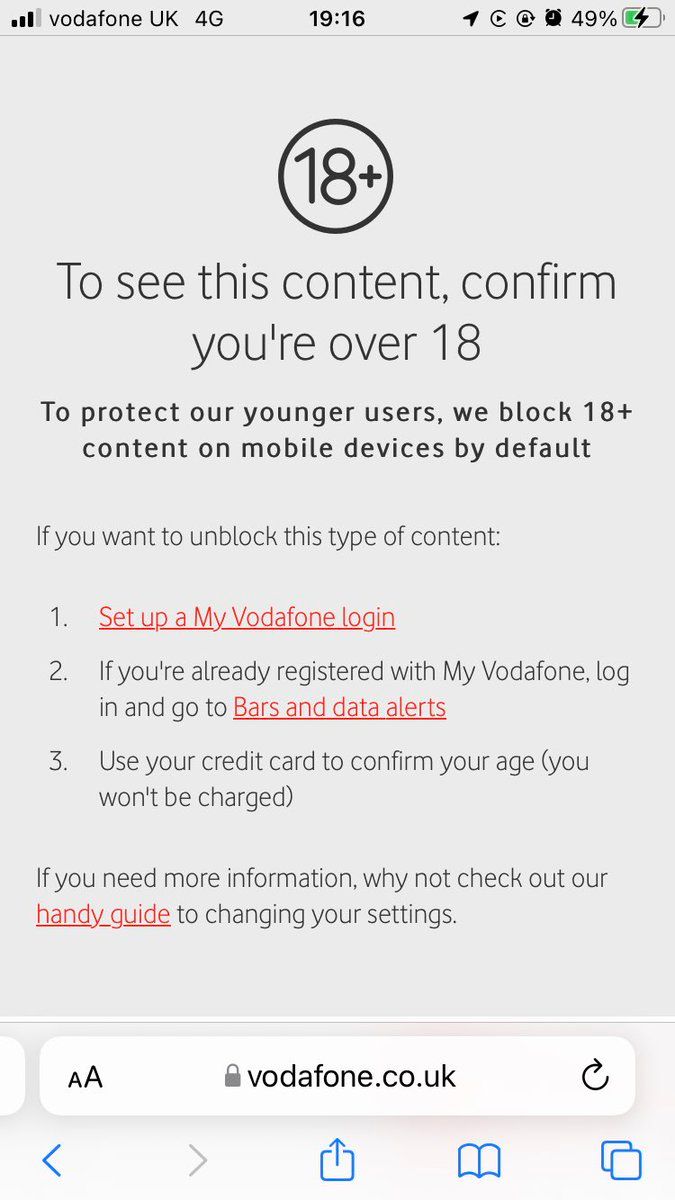 vodafone UK 4G 19:16 49%
18+
To see this content, confirm
you're over 18
To protect our younger users, we block 18+
content on mobile devices by default
If you want to unblock this type of content:
1. Set up a My Vodafone login
2. If you're already registered with My Vodafone, log
in and go to Bars and data alerts
3. Use your credit card to confirm your age (you
won't be charged)
If you need more information, why not check out our
handy guide to changing your settings.
AA vodafone.co.uk